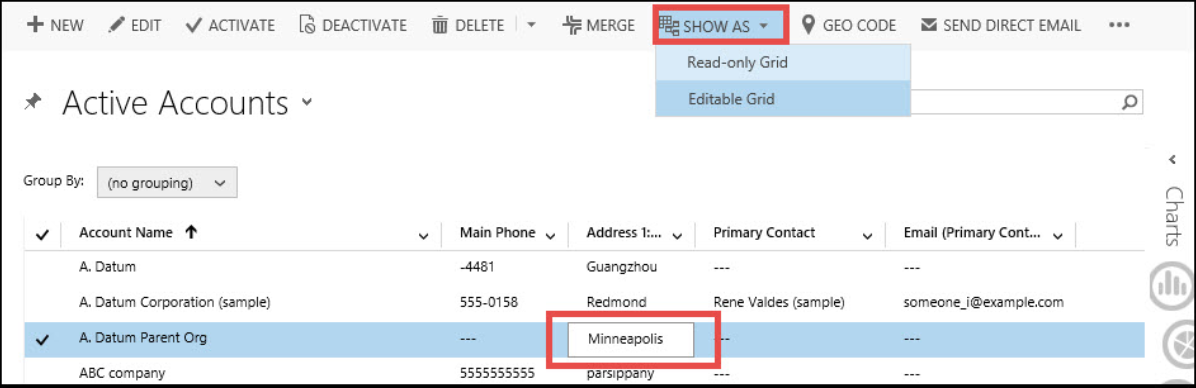 NEW EDIT ACTIVATE DEACTIVATE DELETE MERGE SHOW AS GEO CODE SEND DIRECT EMAIL •••
Read-only Grid
Active Accounts
Editable Grid
Group By: (no grouping)
Charts
Account Name Main Phone Address 1:... Primary Contact Email (Primary Cont...
A. Datum -4481 Guangzhou --- ---
A. Datum Corporation (sample) 555-0158 Redmond Rene Valdes (sample) someone_i@example.com
A. Datum Parent Org --- Minneapolis --- ---
ABC company 5555555555 parsippany --- ---